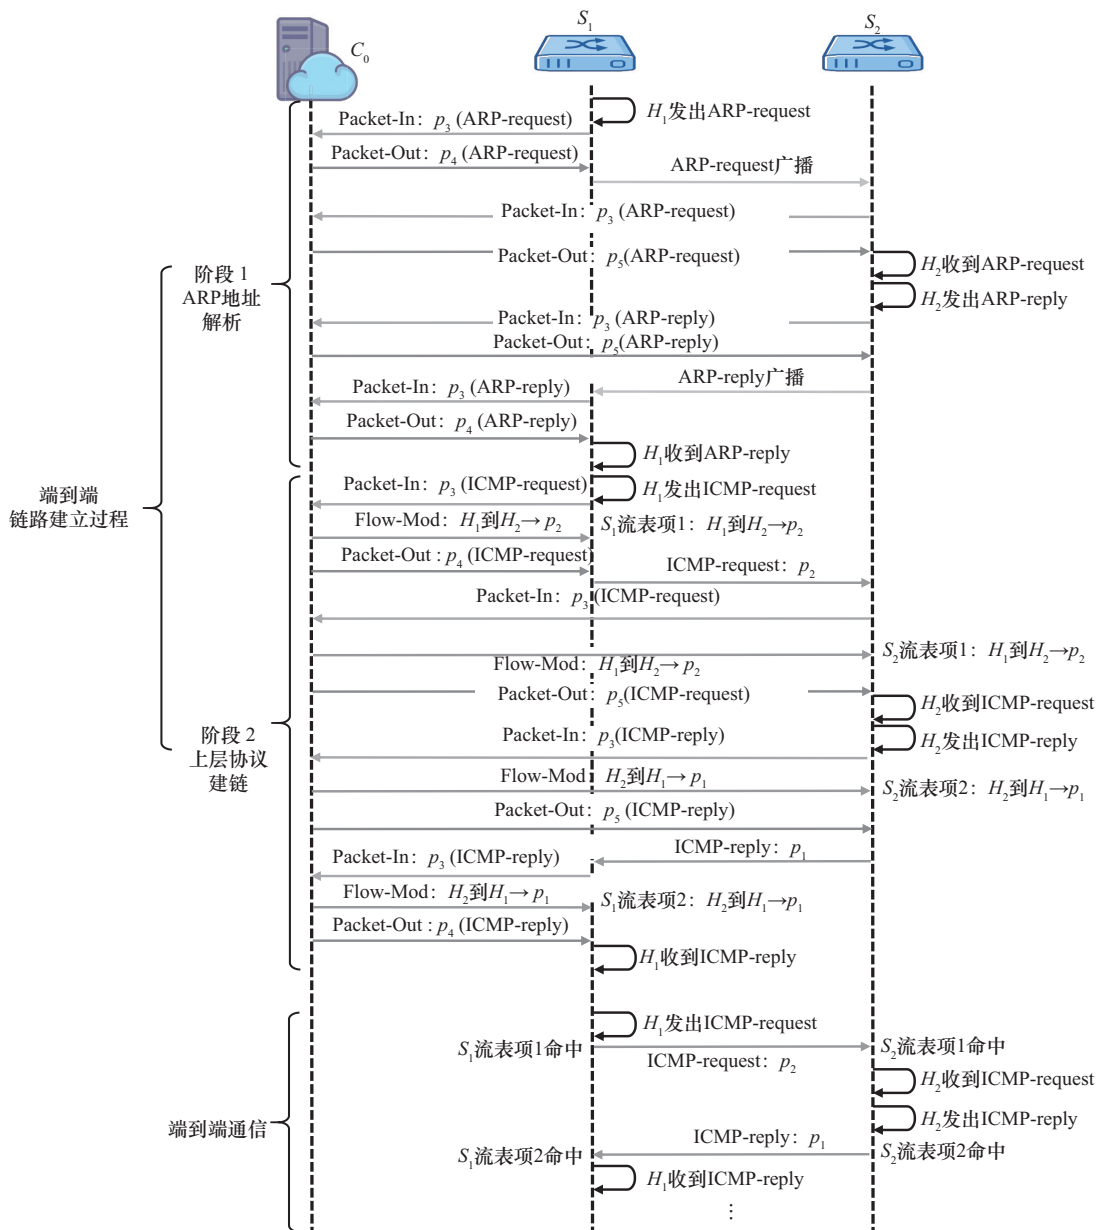 C₀
S₁
S₂
H₁发出ARP-request
Packet-In：p₃ (ARP-request)
Packet-Out：p₄ (ARP-request)
ARP-request广播
Packet-In：p₃ (ARP-request)
Packet-Out：p₅(ARP-request)
H₂收到ARP-request
阶段 1
ARP地址
解析
H₂发出ARP-reply
Packet-In：p₃ (ARP-reply)
Packet-Out：p₅(ARP-reply)
ARP-reply广播
Packet-In：p₃ (ARP-reply)
Packet-Out：p₄ (ARP-reply)
H₁收到ARP-reply
端到端
链路建立过程
Packet-In：p₃ (ICMP-request)
H₁发出ICMP-request
Flow-Mod：H₁到H₂→ p₂
S₁流表项1：H₁到H₂→p₂
Packet-Out : p₄ (ICMP-request)
ICMP-request：p₂
Packet-In：p₃ (ICMP-request)
S₂流表项1：H₁到H₂→p₂
Flow-Mod：H₁到H₂→ p₂
Packet-Out：p₅(ICMP-request)
H₂收到ICMP-request
阶段 2
上层协议
建链
Packet-In：p₃(ICMP-reply)
H₂发出ICMP-reply
Flow-Mod：H₂到H₁→ p₁
S₂流表项2：H₂到H₁→p₁
Packet-Out：p₅ (ICMP-reply)
ICMP-reply：p₁
Packet-In：p₃ (ICMP-reply)
Flow-Mod：H₂到H₁→ p₁
S₁流表项2：H₂到H₁→p₁
Packet-Out : p₄ (ICMP-reply)
H₁收到ICMP-reply
H₁发出ICMP-request
S₁流表项1命中
S₂流表项1命中
ICMP-request：p₂
H₂收到ICMP-request
端到端通信
H₂发出ICMP-reply
ICMP-reply：p₁
S₁流表项2命中
S₂流表项2命中
H₁收到ICMP-reply
⋮